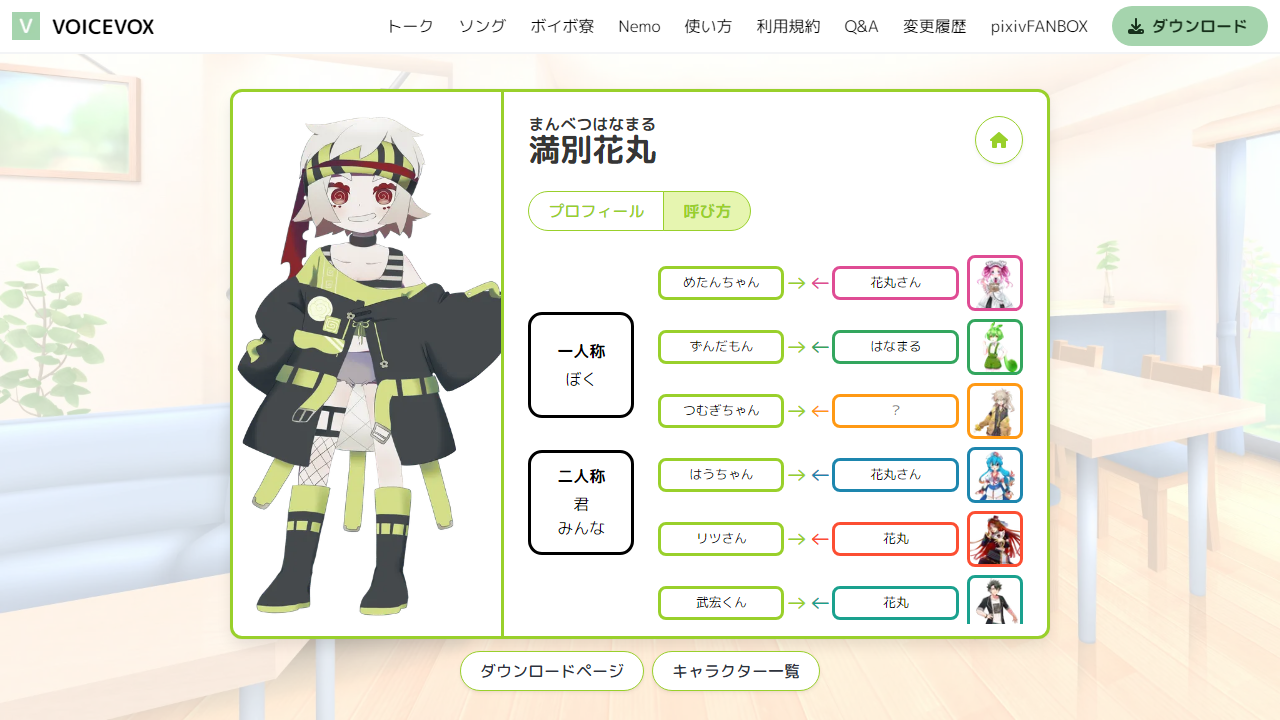 V VOICEVOX トーク ソング ボイボ寮 Nemo 使い方 利用規約 Q&A 変更履歴 pixivFANBOX ダウンロード
まんべつはなまる
満別花丸
プロフィール 呼び方
一人称
ぼく
二人称
君
みんな
めたんちゃん → ← 花丸さん
ずんだもん → ← はなまる
つむぎちゃん → ← ?
はうちゃん → ← 花丸さん
リツさん → ← 花丸
武宏くん → ← 花丸
ダウンロードページ キャラクター一覧